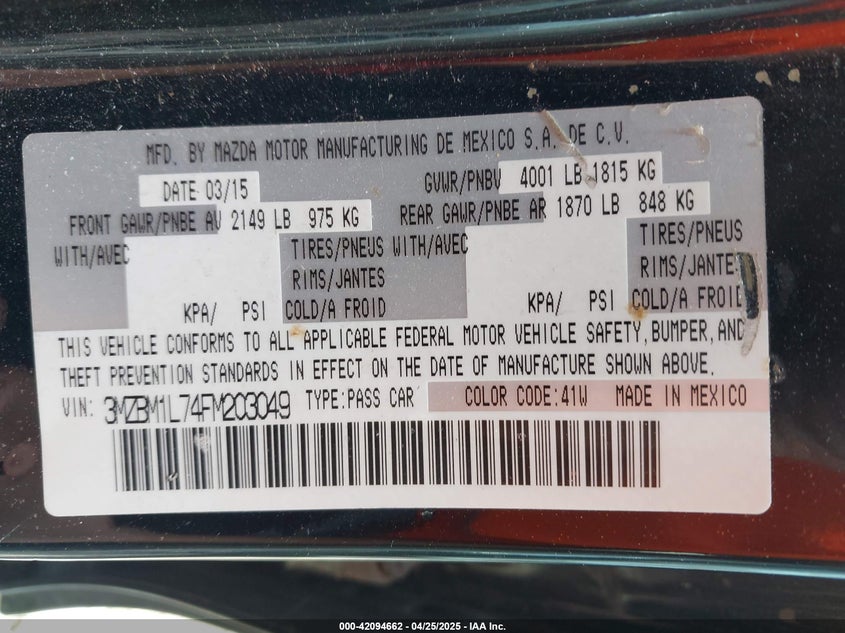 MFD. BY MAZDA MOTOR MANUFACTURING DE MEXICO S.A. DE C.V.
DATE 03/15 GVWR/PNBV 4001 LB 1815 KG
FRONT GAWR/PNBE AV 2149 LB 975 KG REAR GAWR/PNBE AR 1870 LB 848 KG
WITH/AVEC TIRES/PNEUS WITH/AVEC TIRES/PNEUS
RIMS/JANTES RIMS/JANTES
KPA/ PSI COLD/A FROID KPA/ PSI COLD/A FROID
THIS VEHICLE CONFORMS TO ALL APPLICABLE FEDERAL MOTOR VEHICLE SAFETY, BUMPER, AND
THEFT PREVENTION STANDARDS IN EFFECT ON THE DATE OF MANUFACTURE SHOWN ABOVE.
VIN: 3MZBM1L74FM203049 TYPE:PASS CAR COLOR CODE:41W MADE IN MEXICO
000-42094662 - 04/25/2025 - IAA Inc.